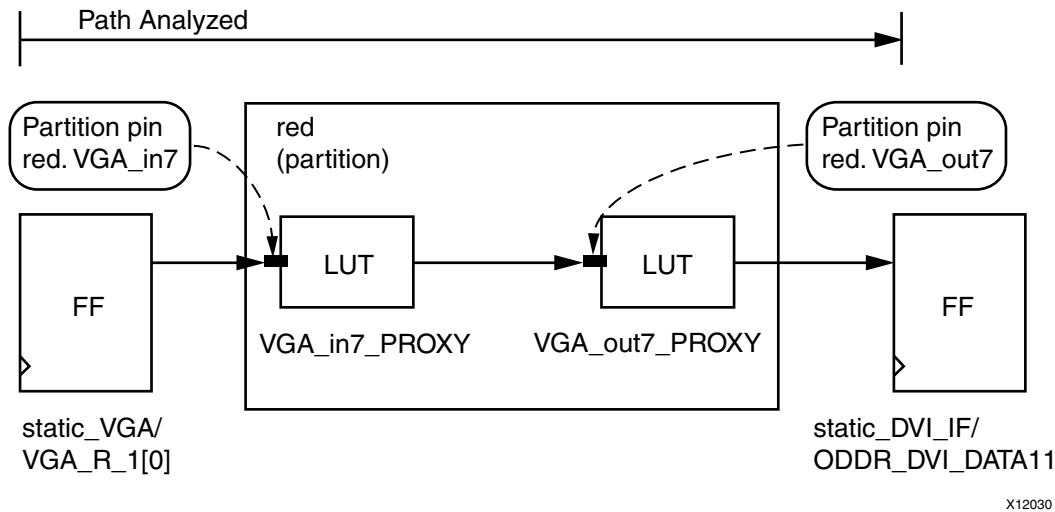 Path Analyzed
Partition pin
red. VGA_in7
red
(partition)
Partition pin
red. VGA_out7
FF
LUT
LUT
FF
VGA_in7_PROXY
VGA_out7_PROXY
static_VGA/
VGA_R_1[0]
static_DVI_IF/
ODDR_DVI_DATA11
X12030